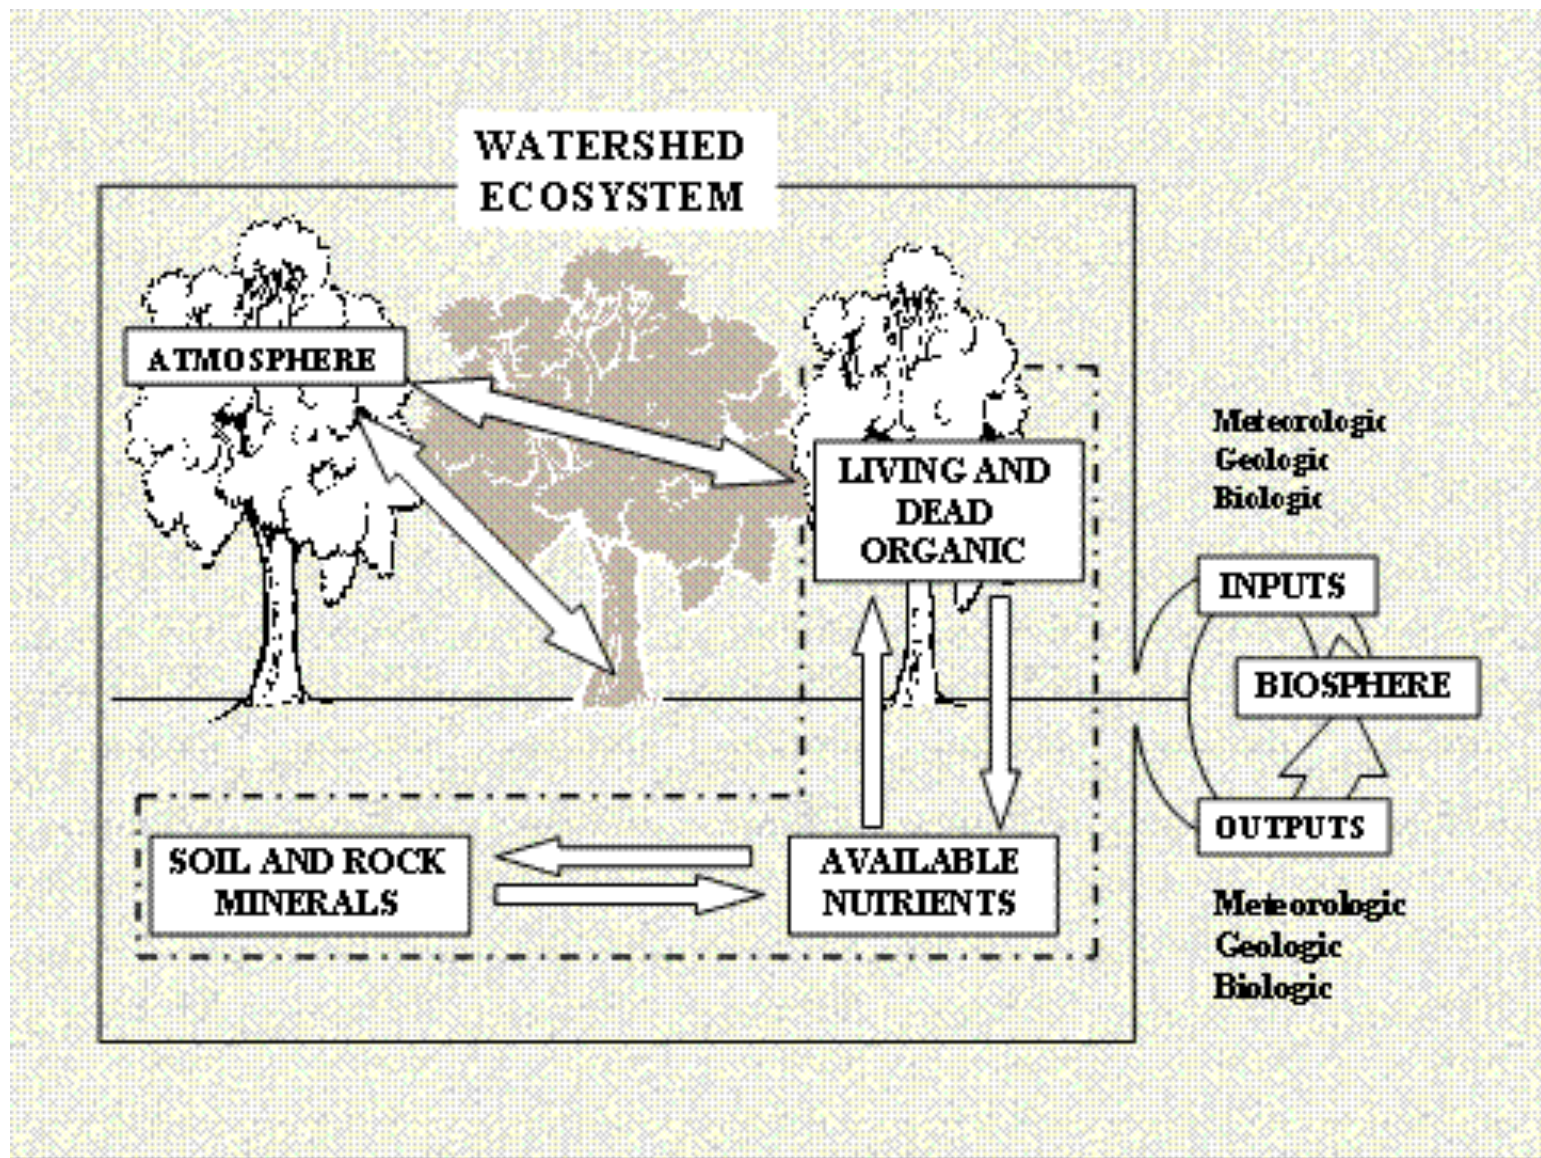 WATERSHED
ECOSYSTEM
ATMOSPHERE
LIVING AND
DEAD
ORGANIC
Meteorologic
Geologic
Biologic
INPUTS
BIOSPHERE
OUTPUTS
SOIL AND ROCK
MINERALS
AVAILABLE
NUTRIENTS
Meteorologic
Geologic
Biologic